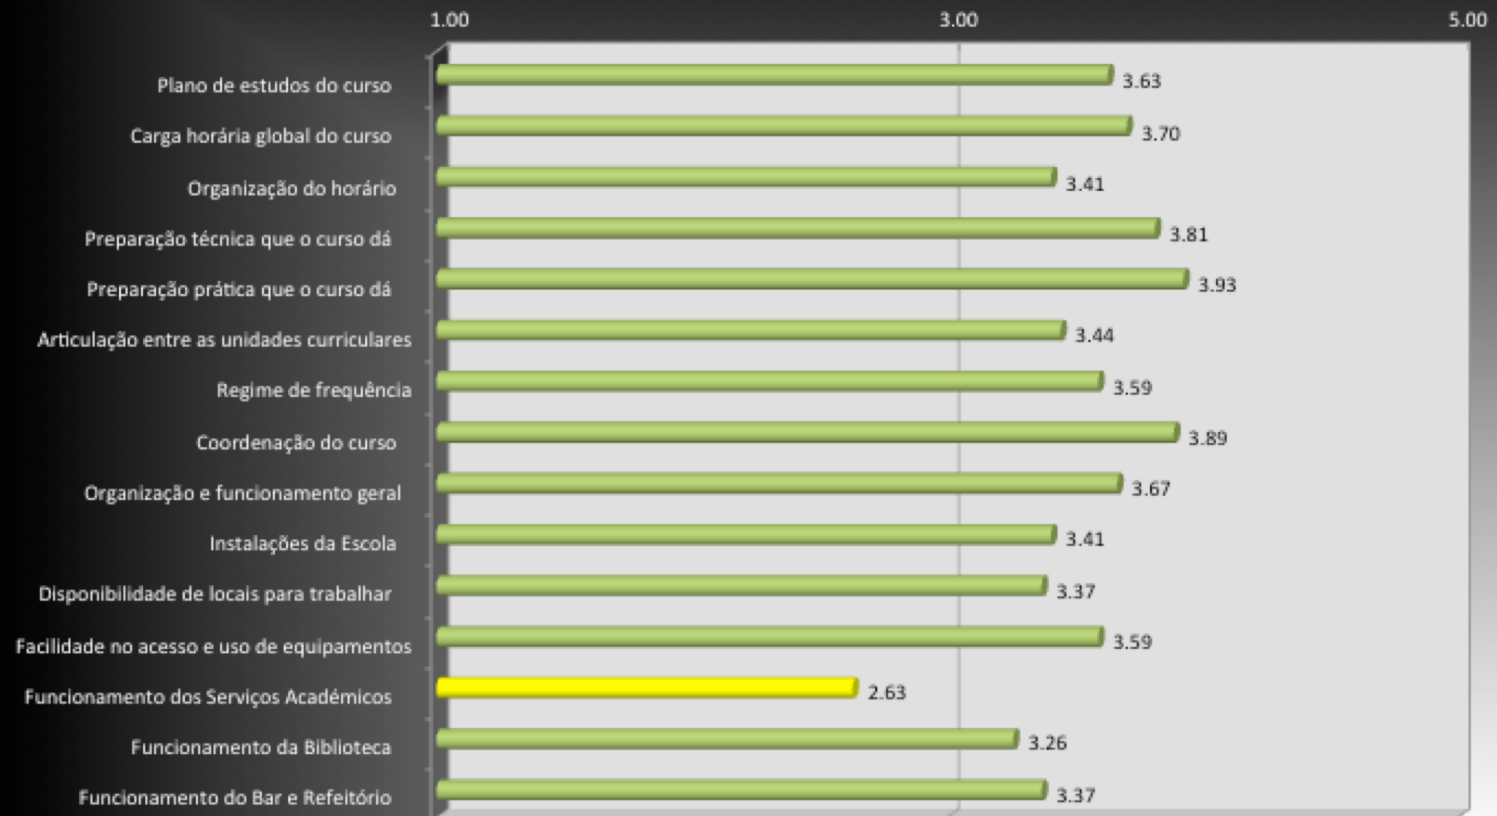 1.00 3.00 5.00
Plano de estudos do curso 3.63
Carga horária global do curso 3.70
Organização do horário 3.41
Preparação técnica que o curso dá 3.81
Preparação prática que o curso dá 3.93
Articulação entre as unidades curriculares 3.44
Regime de frequência 3.59
Coordenação do curso 3.89
Organização e funcionamento geral 3.67
Instalações da Escola 3.41
Disponibilidade de locais para trabalhar 3.37
Facilidade no acesso e uso de equipamentos 3.59
Funcionamento dos Serviços Académicos 2.63
Funcionamento da Biblioteca 3.26
Funcionamento do Bar e Refeitório 3.37